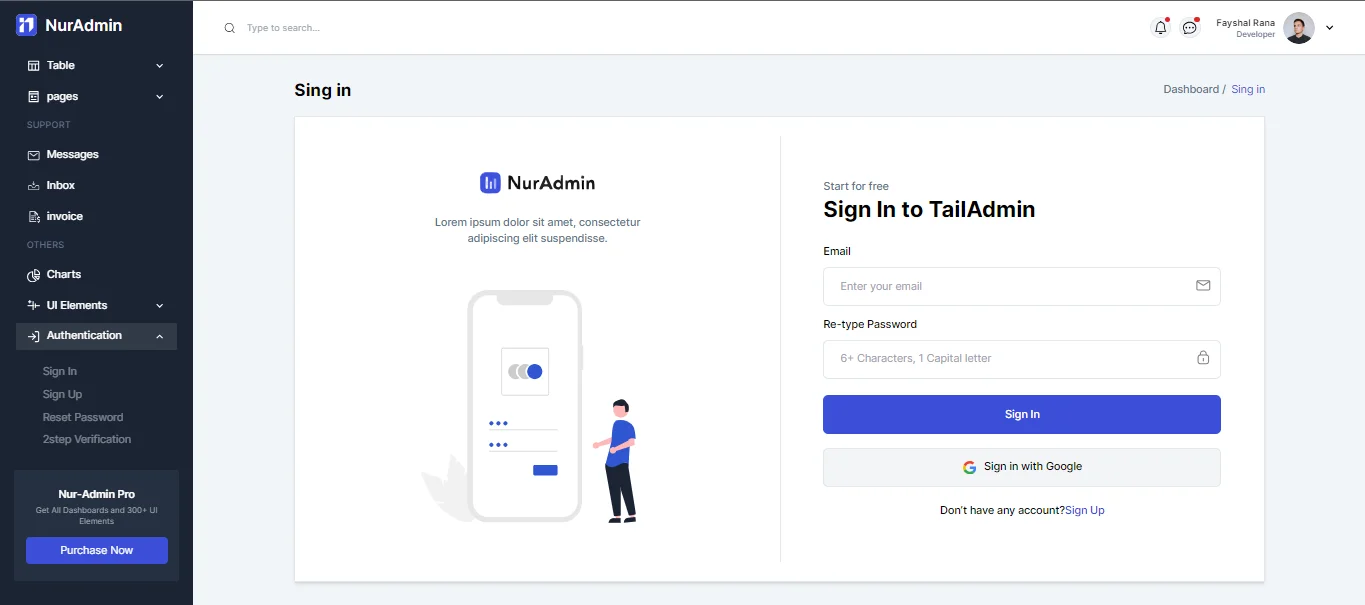 NurAdmin
Table
pages
SUPPORT
Messages
Inbox
invoice
OTHERS
Charts
UI Elements
Authentication
Sign In
Sign Up
Reset Password
2step Verification
Nur-Admin Pro
Get All Dashboards and 300+ UI
Elements
Purchase Now
Type to search...
Fayshal Rana
Developer
Sing in
Dashboard / Sing in
NurAdmin
Lorem ipsum dolor sit amet, consectetur
adipiscing elit suspendisse.
Start for free
Sign In to TailAdmin
Email
Enter your email
Re-type Password
6+ Characters, 1 Capital letter
Sign In
Sign in with Google
Don't have any account?Sign Up